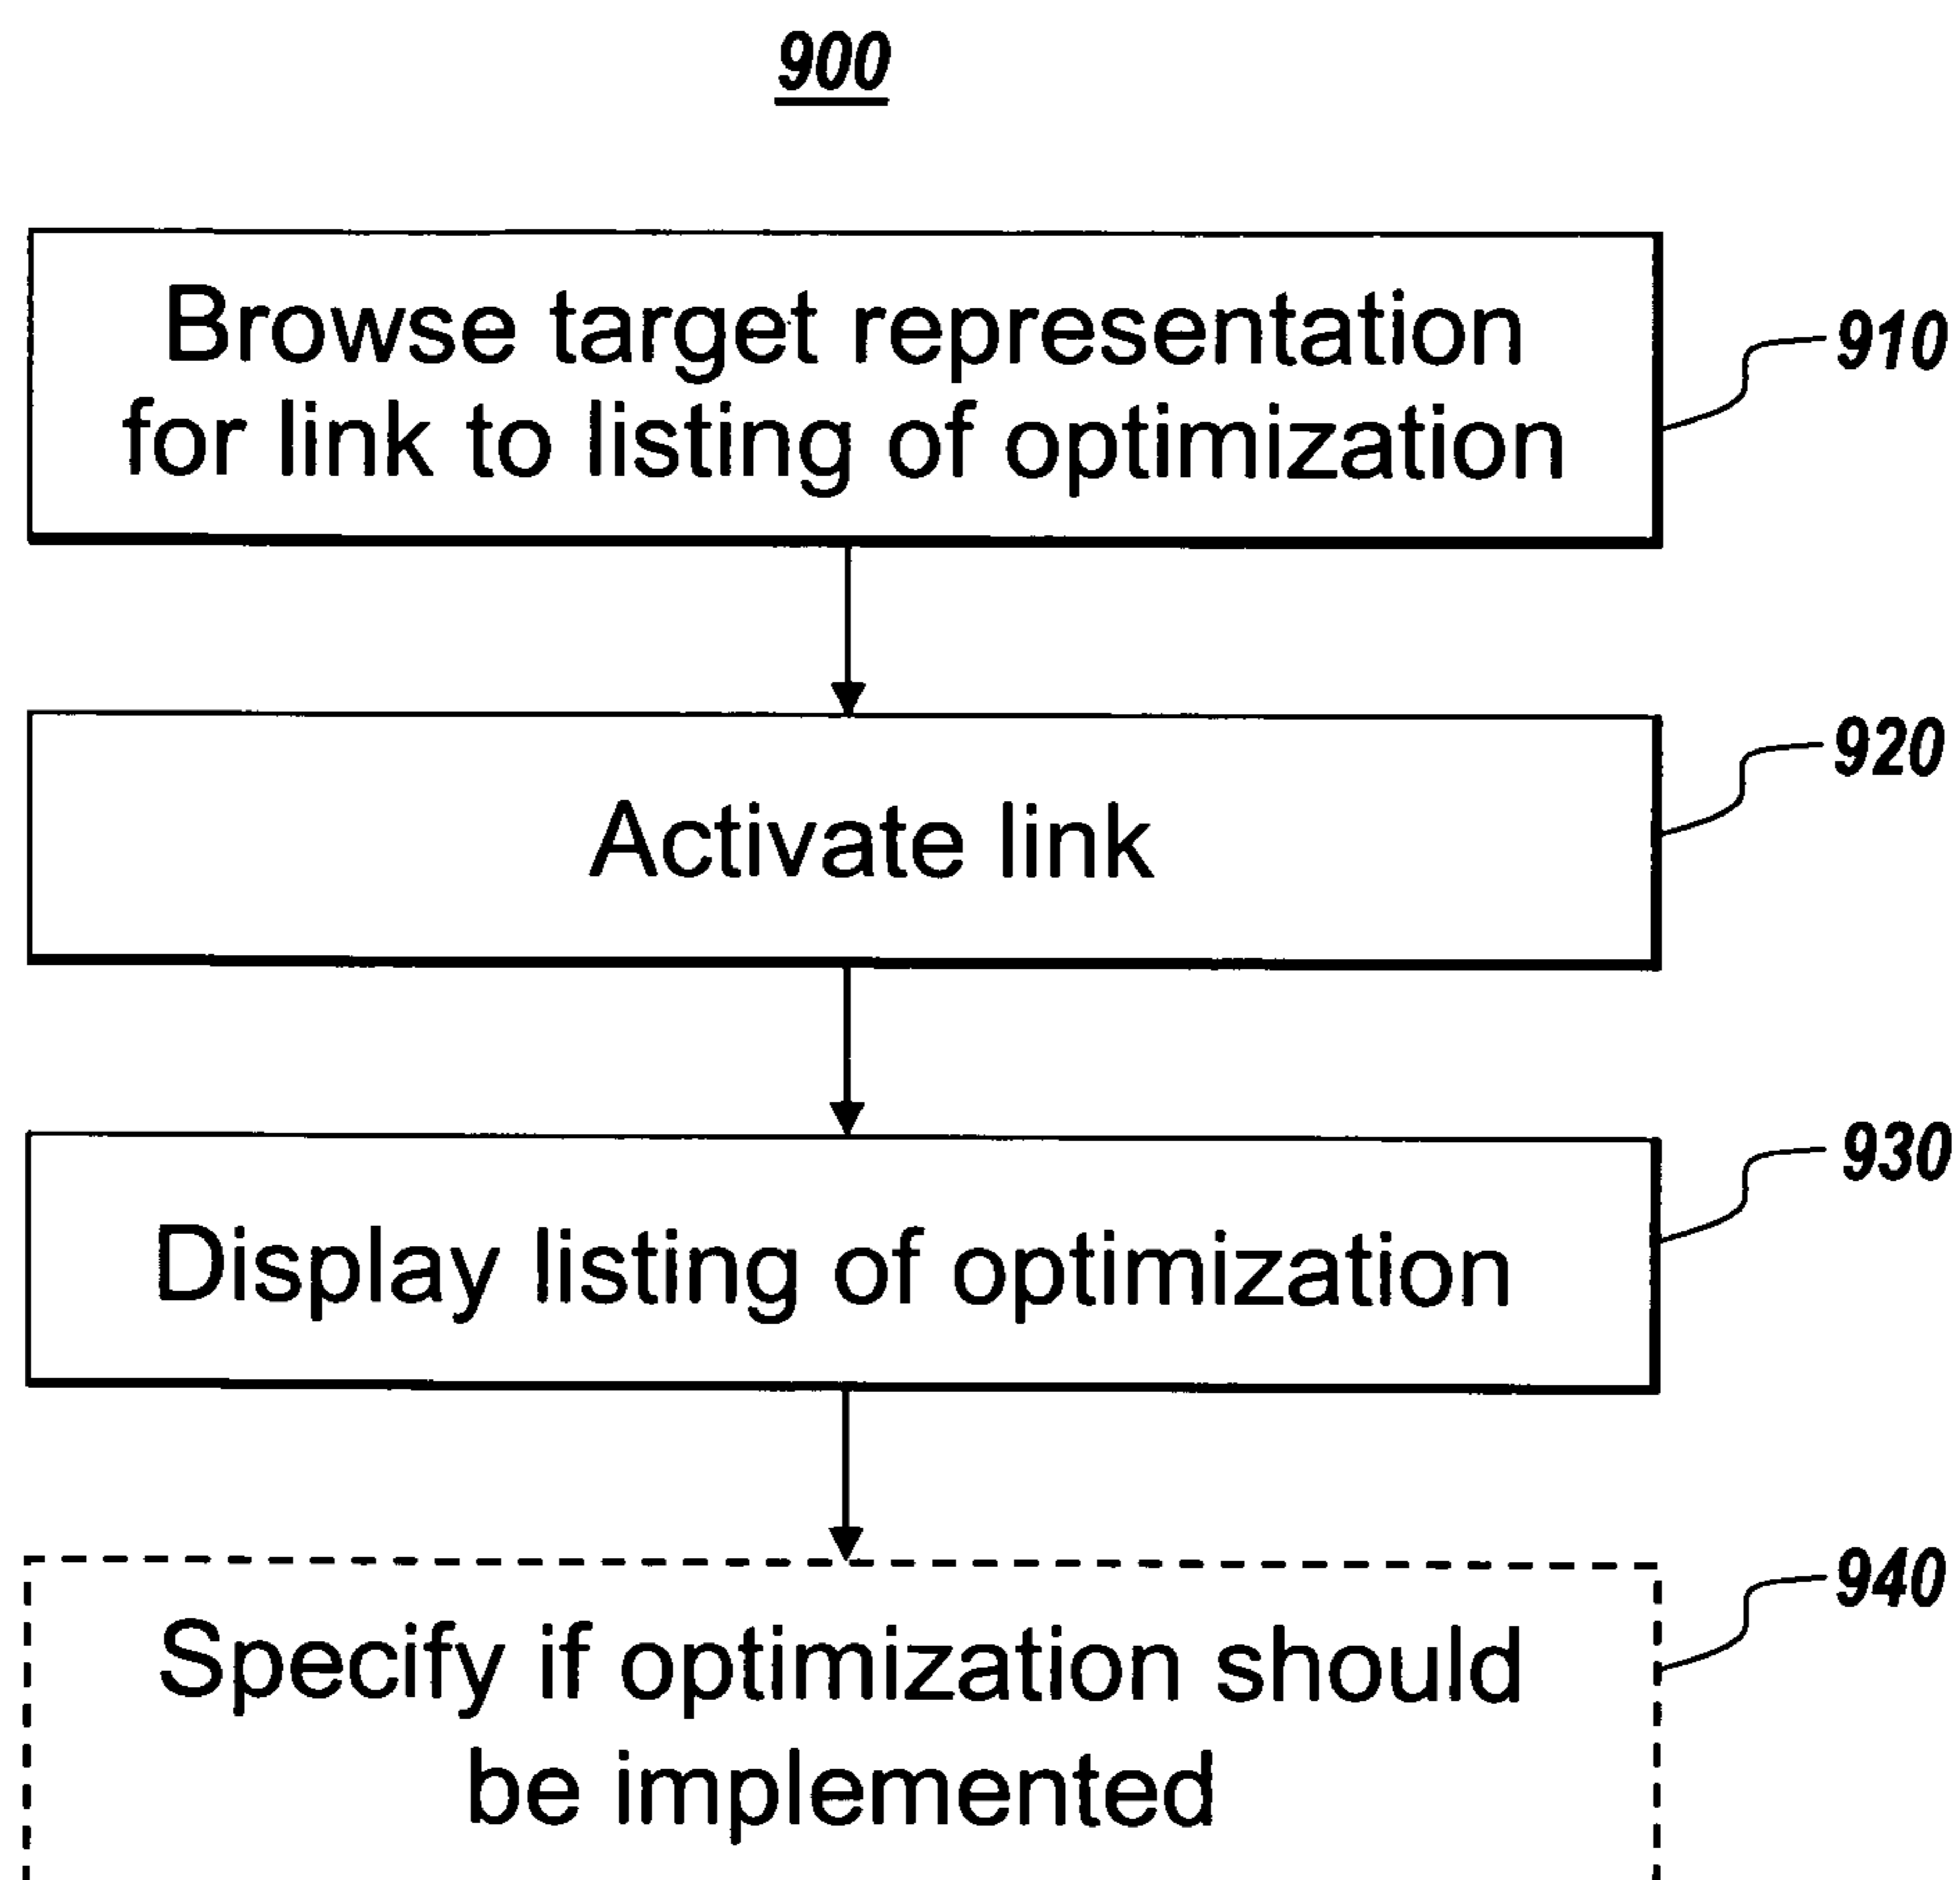 900
Browse target representation
for link to listing of optimization
910
Activate link
920
Display listing of optimization
930
Specify if optimization should
be implemented
940